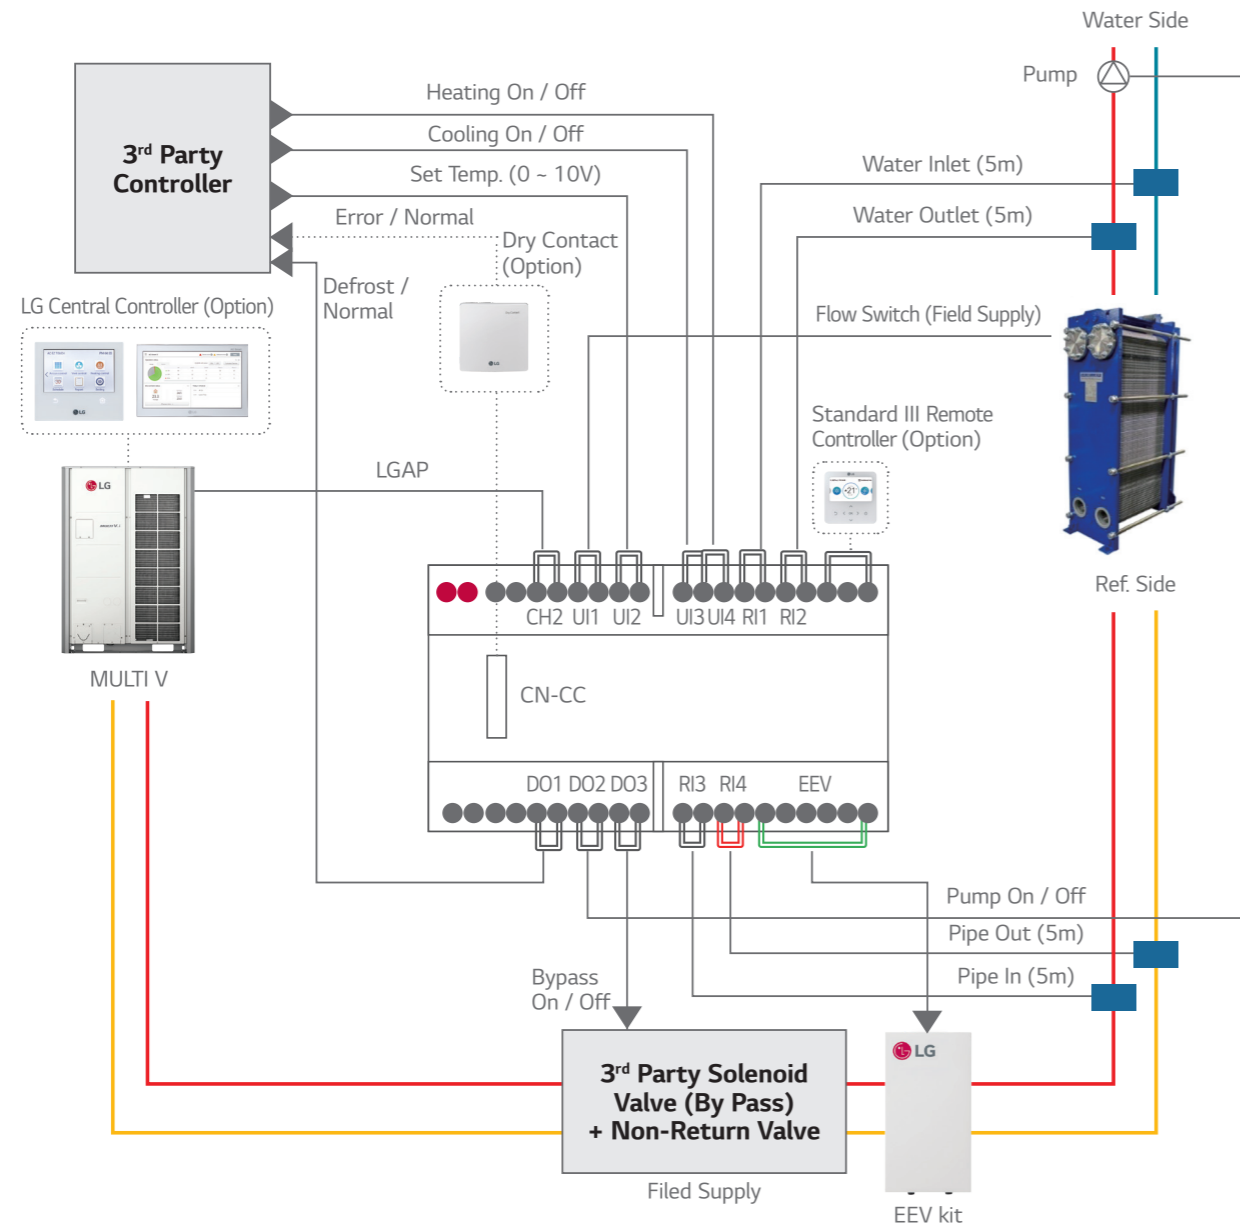 Water Side
Pump
Heating On / Off
Cooling On / Off
Set Temp. (0 ~ 10V)
Error / Normal
3rd Party
Controller
Water Inlet (5m)
Water Outlet (5m)
Dry Contact
(Option)
Defrost /
Normal
LG Central Controller (Option)
Flow Switch (Field Supply)
LG
LG
Standard III Remote
Controller (Option)
LGAP
LG
MULTI V
Ref. Side
CH2 UI1 UI2 UI3 UI4 RI1 RI2
CN-CC
DO1 DO2 DO3 RI3 RI4 EEV
Pump On / Off
Pipe Out (5m)
Pipe In (5m)
Bypass
On / Off
3rd Party Solenoid
Valve (By Pass)
+ Non-Return Valve
LG
Filed Supply
EEV kit